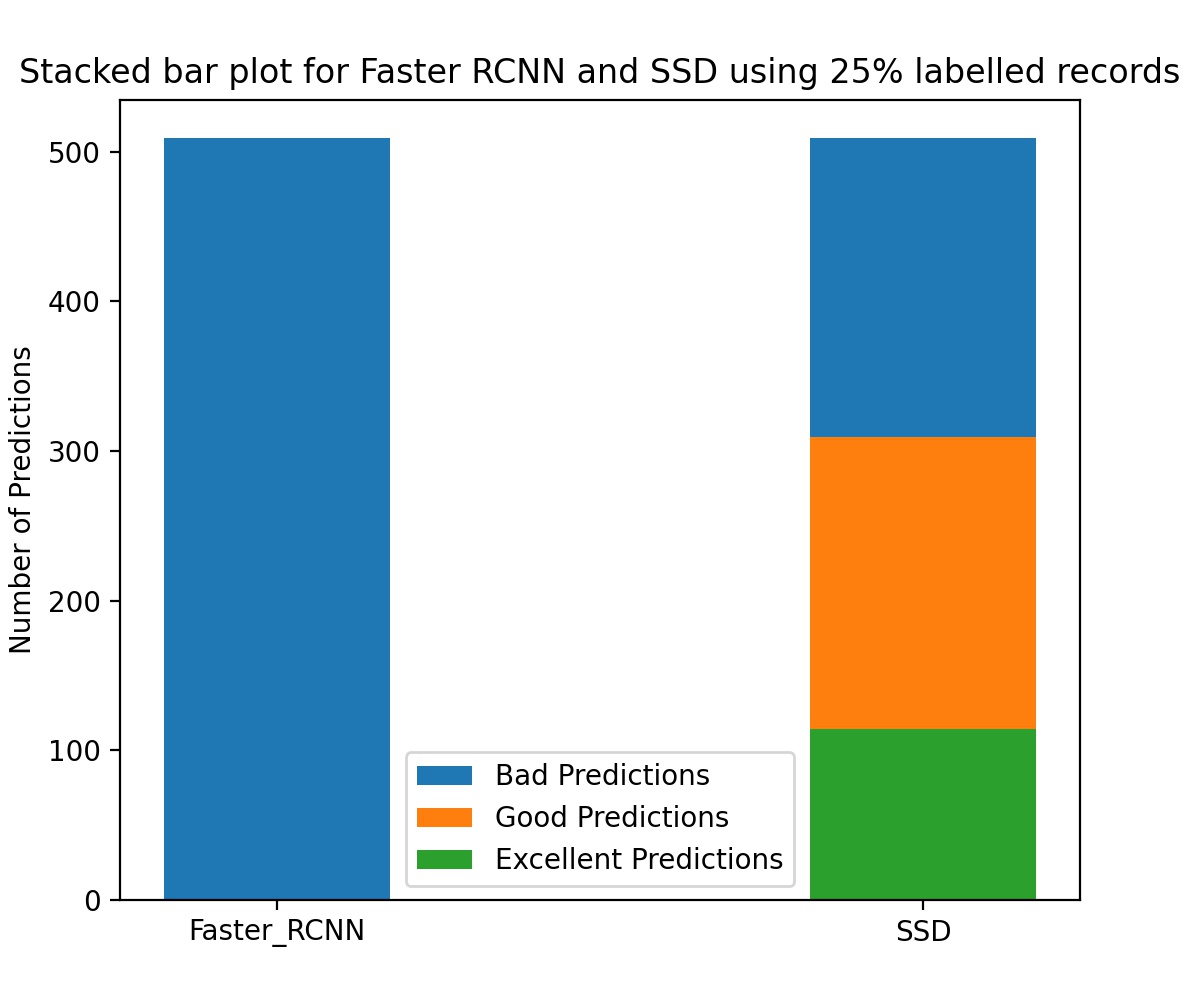 Stacked bar plot for Faster RCNN and SSD using 25% labelled records
500
400
300
200
100
0
Number of Predictions
Bad Predictions
Good Predictions
Excellent Predictions
Faster_RCNN
SSD